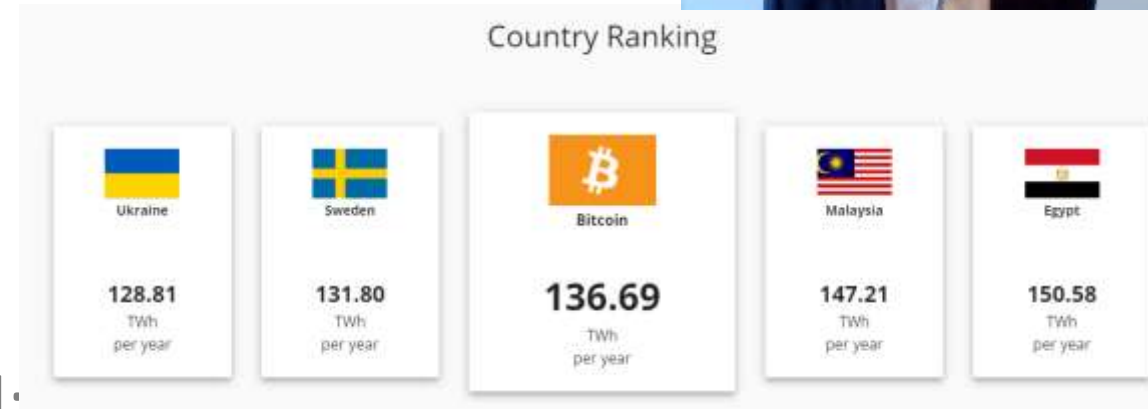 Country Ranking
Ukraine
128.81
TWh
per year
Sweden
131.80
TWh
per year
Bitcoin
136.69
TWh
per year
Malaysia
147.21
TWh
per year
Egypt
150.58
TWh
per year